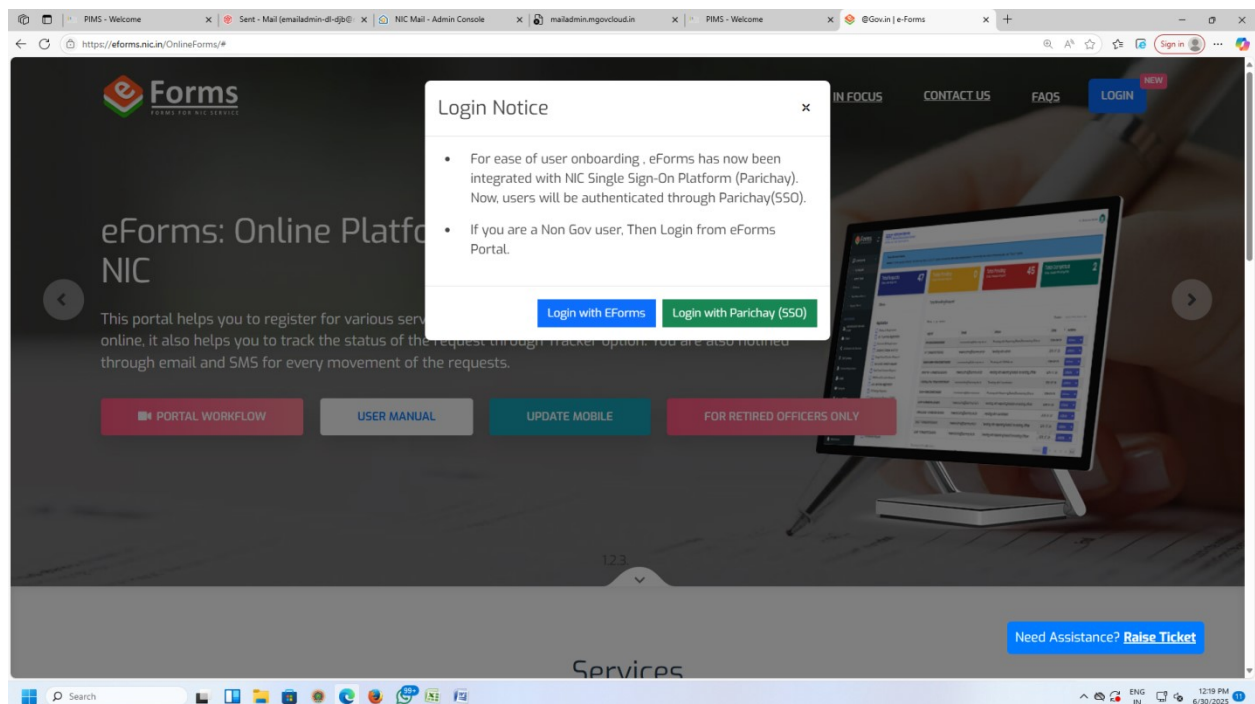 PIMS - Welcome
Sent - Mail (emailadmin-dl-djb@
NIC Mail - Admin Console
mailadmin.mgovcloud.in
PIMS - Welcome
@Gov.in | e-Forms
https://eforms.nic.in/OnlineForms/#
Sign in
Forms
FORMS FOR NIC SERVICE
IN FOCUS
CONTACT US
FAQS
LOGIN
NEW
Login Notice
• For ease of user onboarding , eForms has now been
integrated with NIC Single Sign-On Platform (Parichay).
Now, users will be authenticated through Parichay(SSO).
• If you are a Non Gov user, Then Login from eForms
Portal.
Login with EForms
Login with Parichay (SSO)
eForms: Online Platfo
NIC
This portal helps you to register for various serv
online, it also helps you to track the status of the request through Tracker option. You are also notified
through email and SMS for every movement of the requests.
PORTAL WORKFLOW
USER MANUAL
UPDATE MOBILE
FOR RETIRED OFFICERS ONLY
123
Need Assistance? Raise Ticket
Services
Search
99+
ENG
IN
12:19 PM
6/30/2025
11